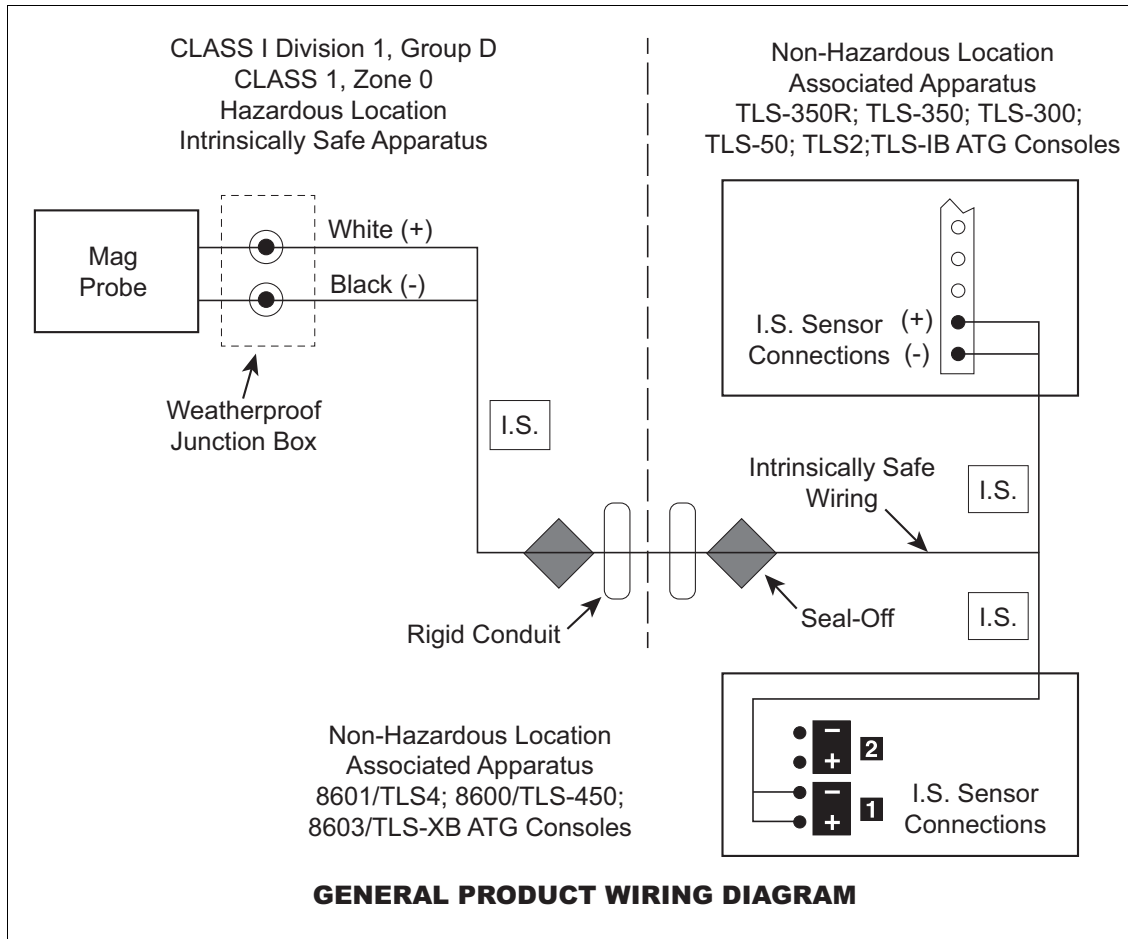 CLASS I Division 1, Group D
CLASS 1, Zone 0
Hazardous Location
Intrinsically Safe Apparatus
Non-Hazardous Location
Associated Apparatus
TLS-350R; TLS-350; TLS-300;
TLS-50; TLS2;TLS-IB ATG Consoles
Mag
Probe
White (+)
Black (-)
Weatherproof
Junction Box
I.S.
I.S. Sensor
Connections
(+)
(-)
Intrinsically Safe
Wiring
I.S.
Rigid Conduit
Seal-Off
I.S.
Non-Hazardous Location
Associated Apparatus
8601/TLS4; 8600/TLS-450;
8603/TLS-XB ATG Consoles
–
+
2
–
+
1
I.S. Sensor
Connections
GENERAL PRODUCT WIRING DIAGRAM